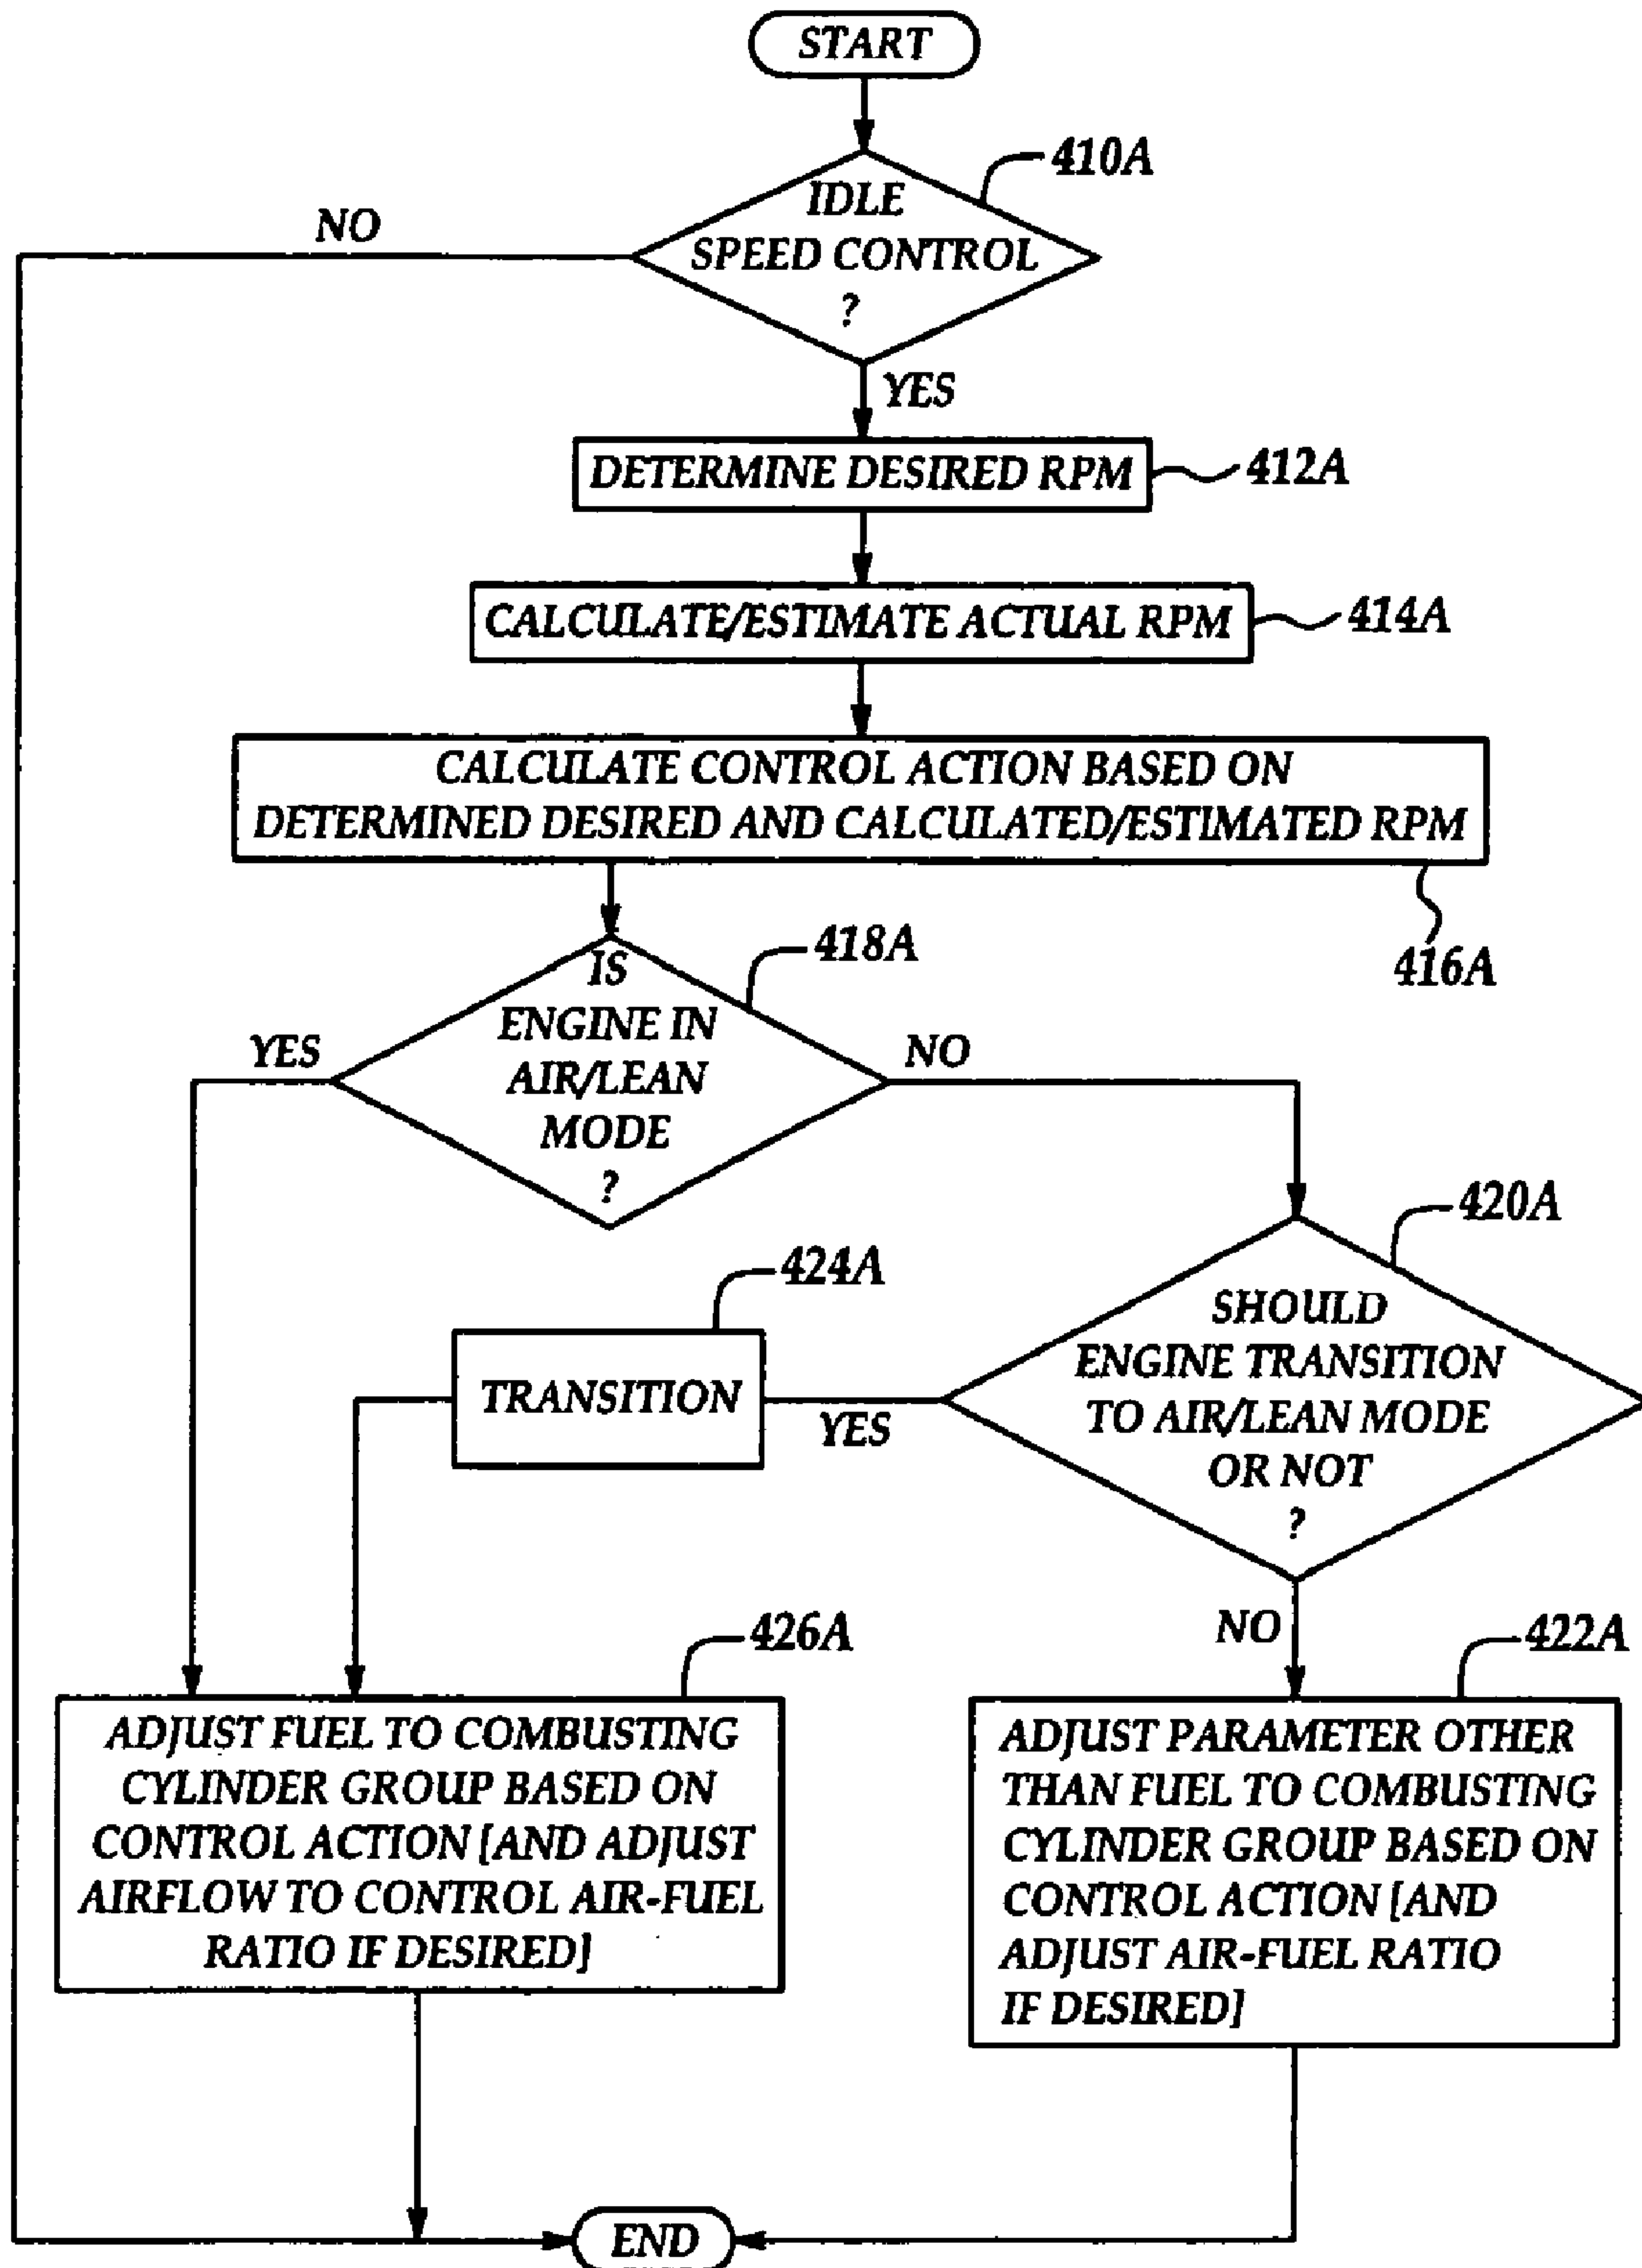 START
410A
IDLE
SPEED CONTROL
?
NO
YES
DETERMINE DESIRED RPM
412A
CALCULATE/ESTIMATE ACTUAL RPM
414A
CALCULATE CONTROL ACTION BASED ON
DETERMINED DESIRED AND CALCULATED/ESTIMATED RPM
416A
418A
IS
ENGINE IN
AIR/LEAN
MODE
?
YES
NO
420A
SHOULD
ENGINE TRANSITION
TO AIR/LEAN MODE
OR NOT
?
424A
TRANSITION
YES
NO
426A
ADJUST FUEL TO COMBUSTING
CYLINDER GROUP BASED ON
CONTROL ACTION [AND ADJUST
AIRFLOW TO CONTROL AIR-FUEL
RATIO IF DESIRED]
422A
ADJUST PARAMETER OTHER
THAN FUEL TO COMBUSTING
CYLINDER GROUP BASED ON
CONTROL ACTION [AND
ADJUST AIR-FUEL RATIO
IF DESIRED]
END